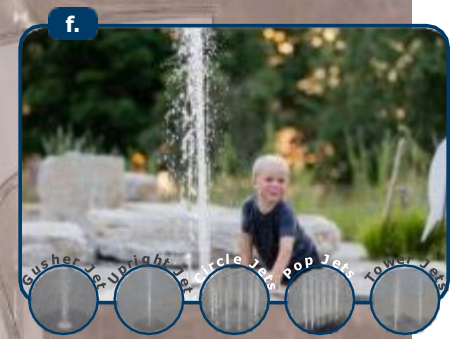 f.
Gusher Jet
Upright Jet
Circle Jets
Pop Jets
Tower Jets